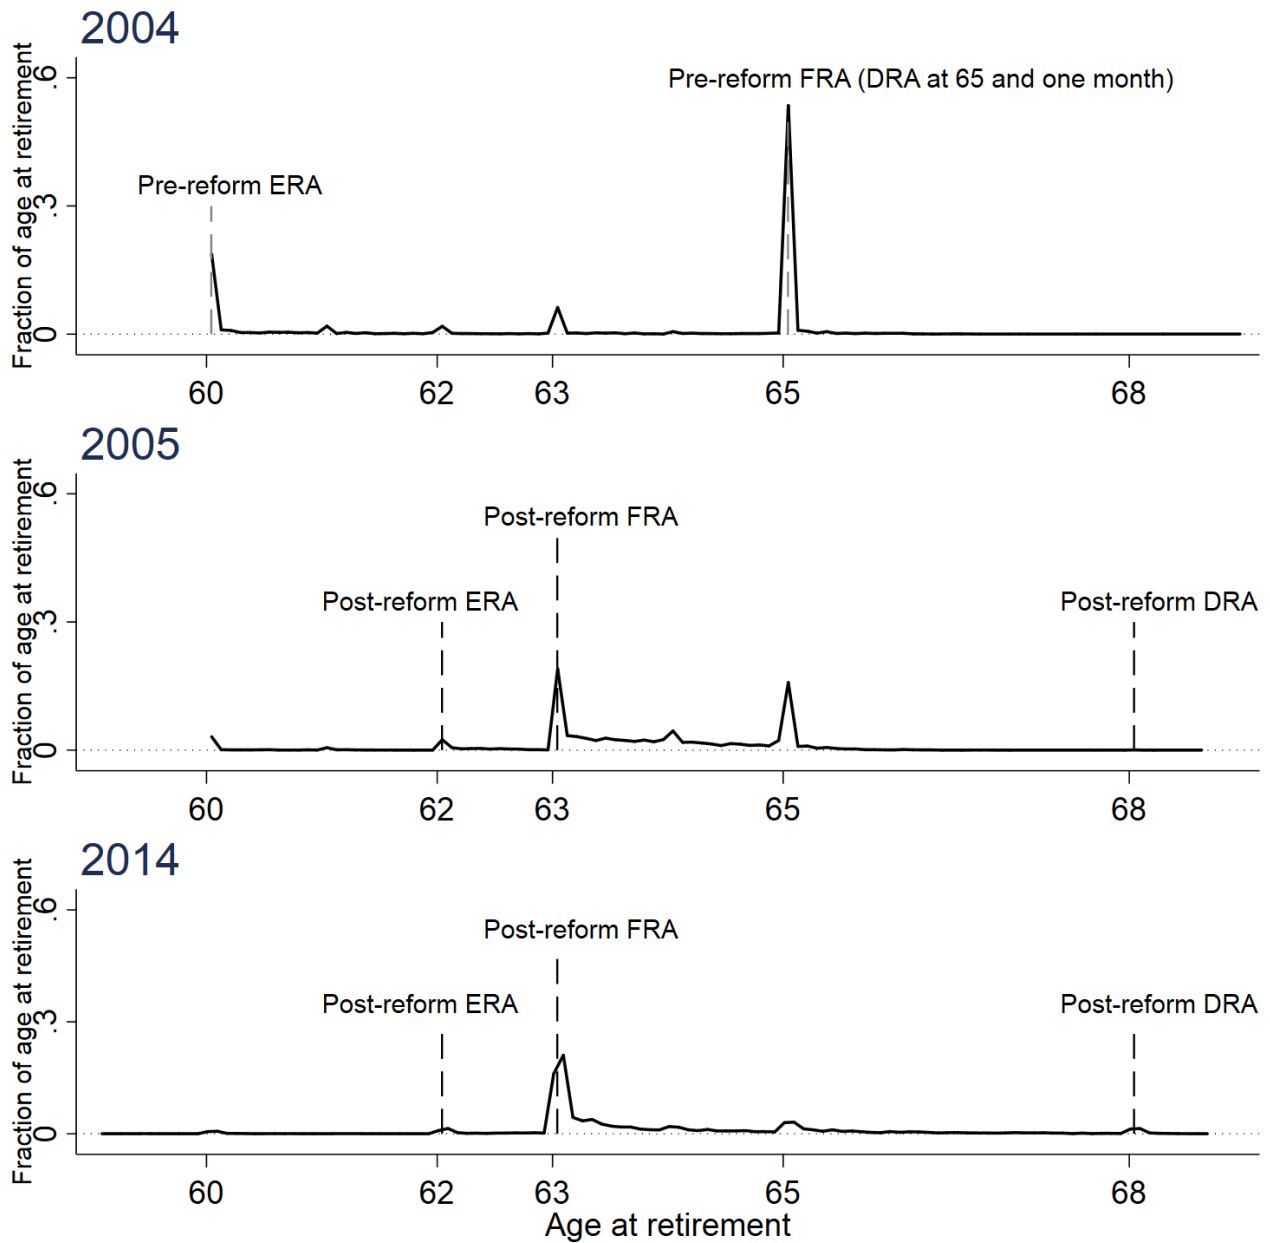 2004
Fraction of age at retirement
.6
.3
0
Pre-reform ERA
Pre-reform FRA (DRA at 65 and one month)
60 62 63 65 68
2005
Fraction of age at retirement
.6
.3
0
Post-reform ERA
Post-reform FRA
Post-reform DRA
60 62 63 65 68
2014
Fraction of age at retirement
.6
.3
0
Post-reform ERA
Post-reform FRA
Post-reform DRA
60 62 63 65 68
Age at retirement